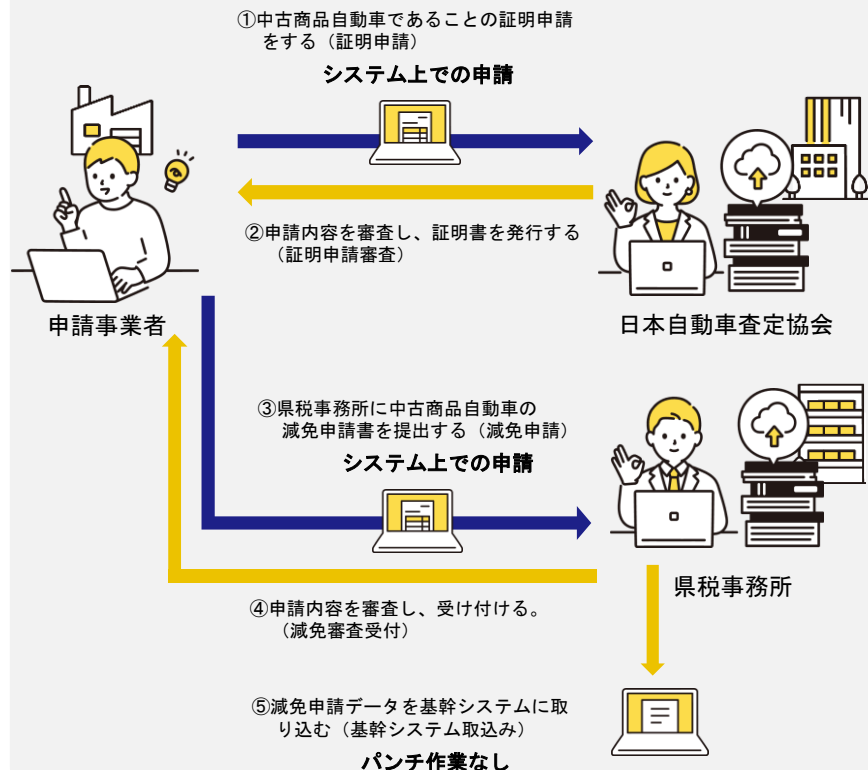 ①中古商品自動車であることの証明申請
をする（証明申請）
システム上での申請
②申請内容を審査し、証明書を発行する
（証明申請審査）
申請事業者
日本自動車査定協会
③県税事務所に中古商品自動車の
減免申請書を提出する（減免申請）
システム上での申請
県税事務所
④申請内容を審査し、受け付ける。
（減免審査受付）
⑤減免申請データを基幹システムに取
り込む（基幹システム取込み）
パンチ作業なし